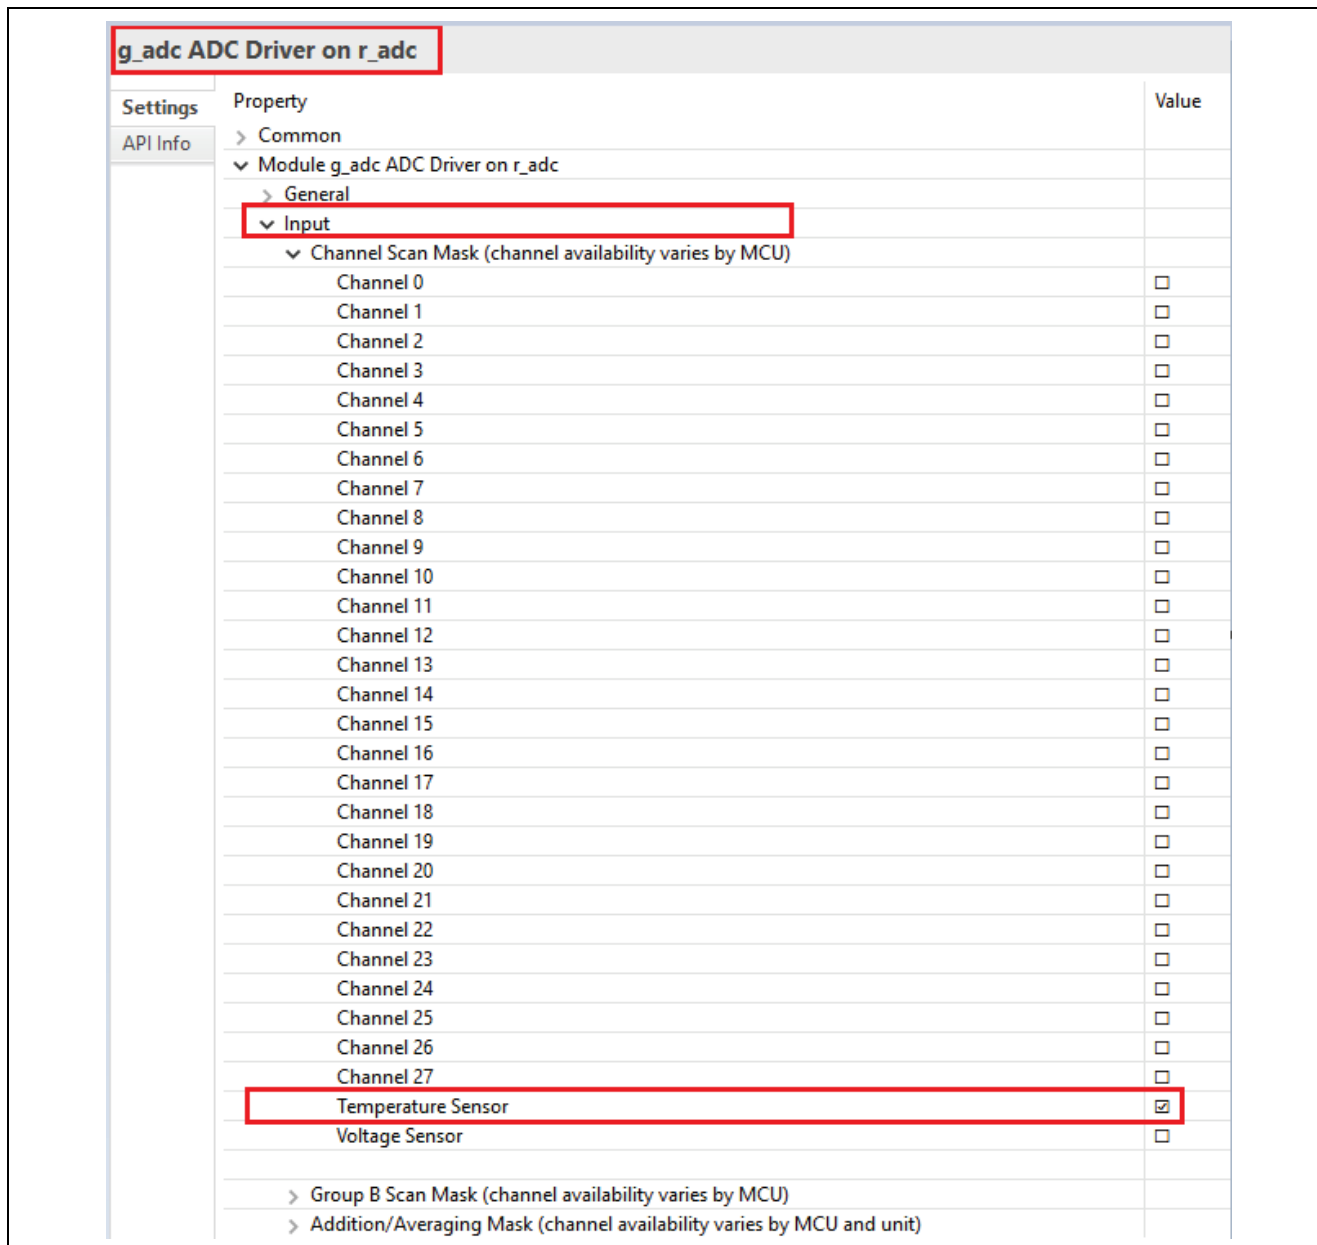 g_adc ADC Driver on r_adc
Settings
API Info
Property Value
Common
Module g_adc ADC Driver on r_adc
General
Input
Channel Scan Mask (channel availability varies by MCU)
Channel 0
Channel 1
Channel 2
Channel 3
Channel 4
Channel 5
Channel 6
Channel 7
Channel 8
Channel 9
Channel 10
Channel 11
Channel 12
Channel 13
Channel 14
Channel 15
Channel 16
Channel 17
Channel 18
Channel 19
Channel 20
Channel 21
Channel 22
Channel 23
Channel 24
Channel 25
Channel 26
Channel 27
Temperature Sensor
Voltage Sensor
Group B Scan Mask (channel availability varies by MCU)
Addition/Averaging Mask (channel availability varies by MCU and unit)